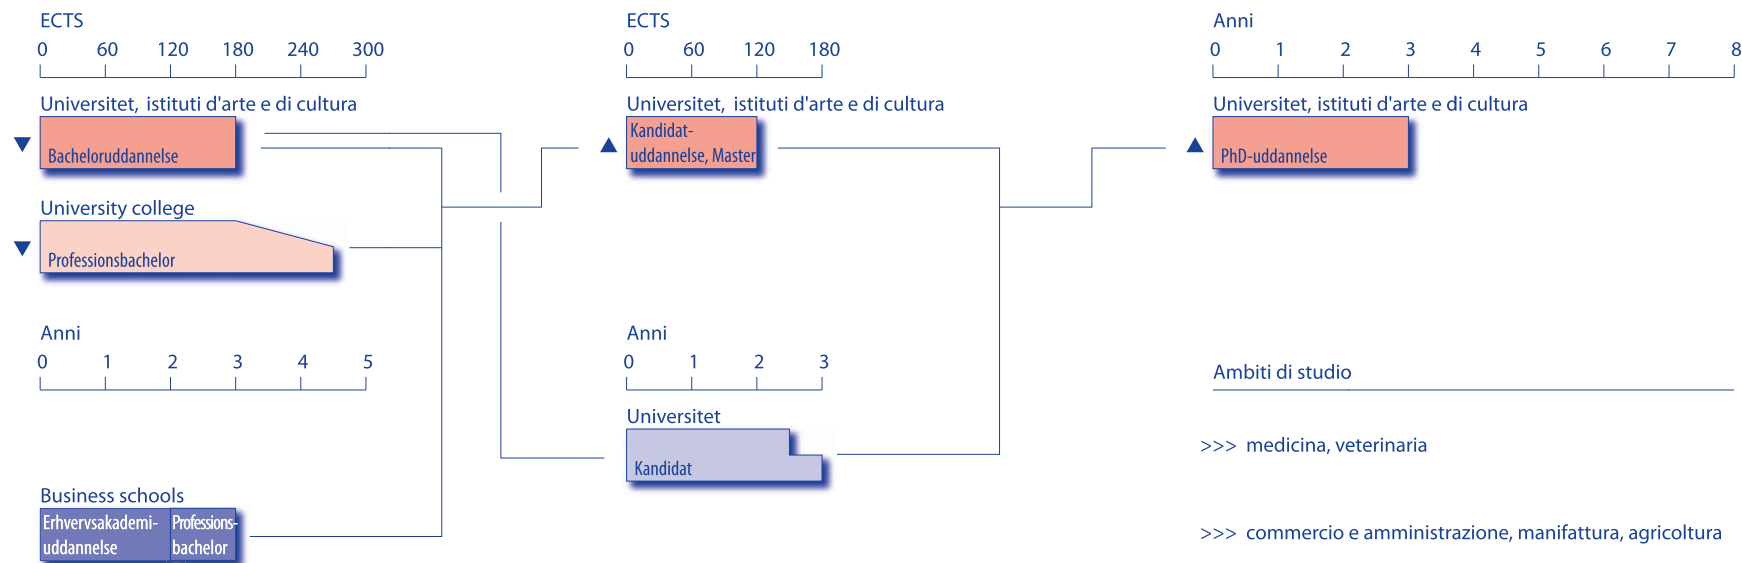 ECTS
0 60 120 180 240 300
Universitet, istituti d'arte e di cultura
Bacheloruddannelse
University college
Professionsbachelor
Anni
0 1 2 3 4 5
Business schools
Erhvervsakademi-
uddannelse
Professions-
bachelor
ECTS
0 60 120 180
Universitet, istituti d'arte e di cultura
Kandidat-
uddannelse, Master
Anni
0 1 2 3
Universitet
Kandidat
Anni
0 1 2 3 4 5 6 7 8
Universitet, istituti d'arte e di cultura
PhD-uddannelse
Ambiti di studio
>>> medicina, veterinaria
>>> commercio e amministrazione, manifattura, agricoltura